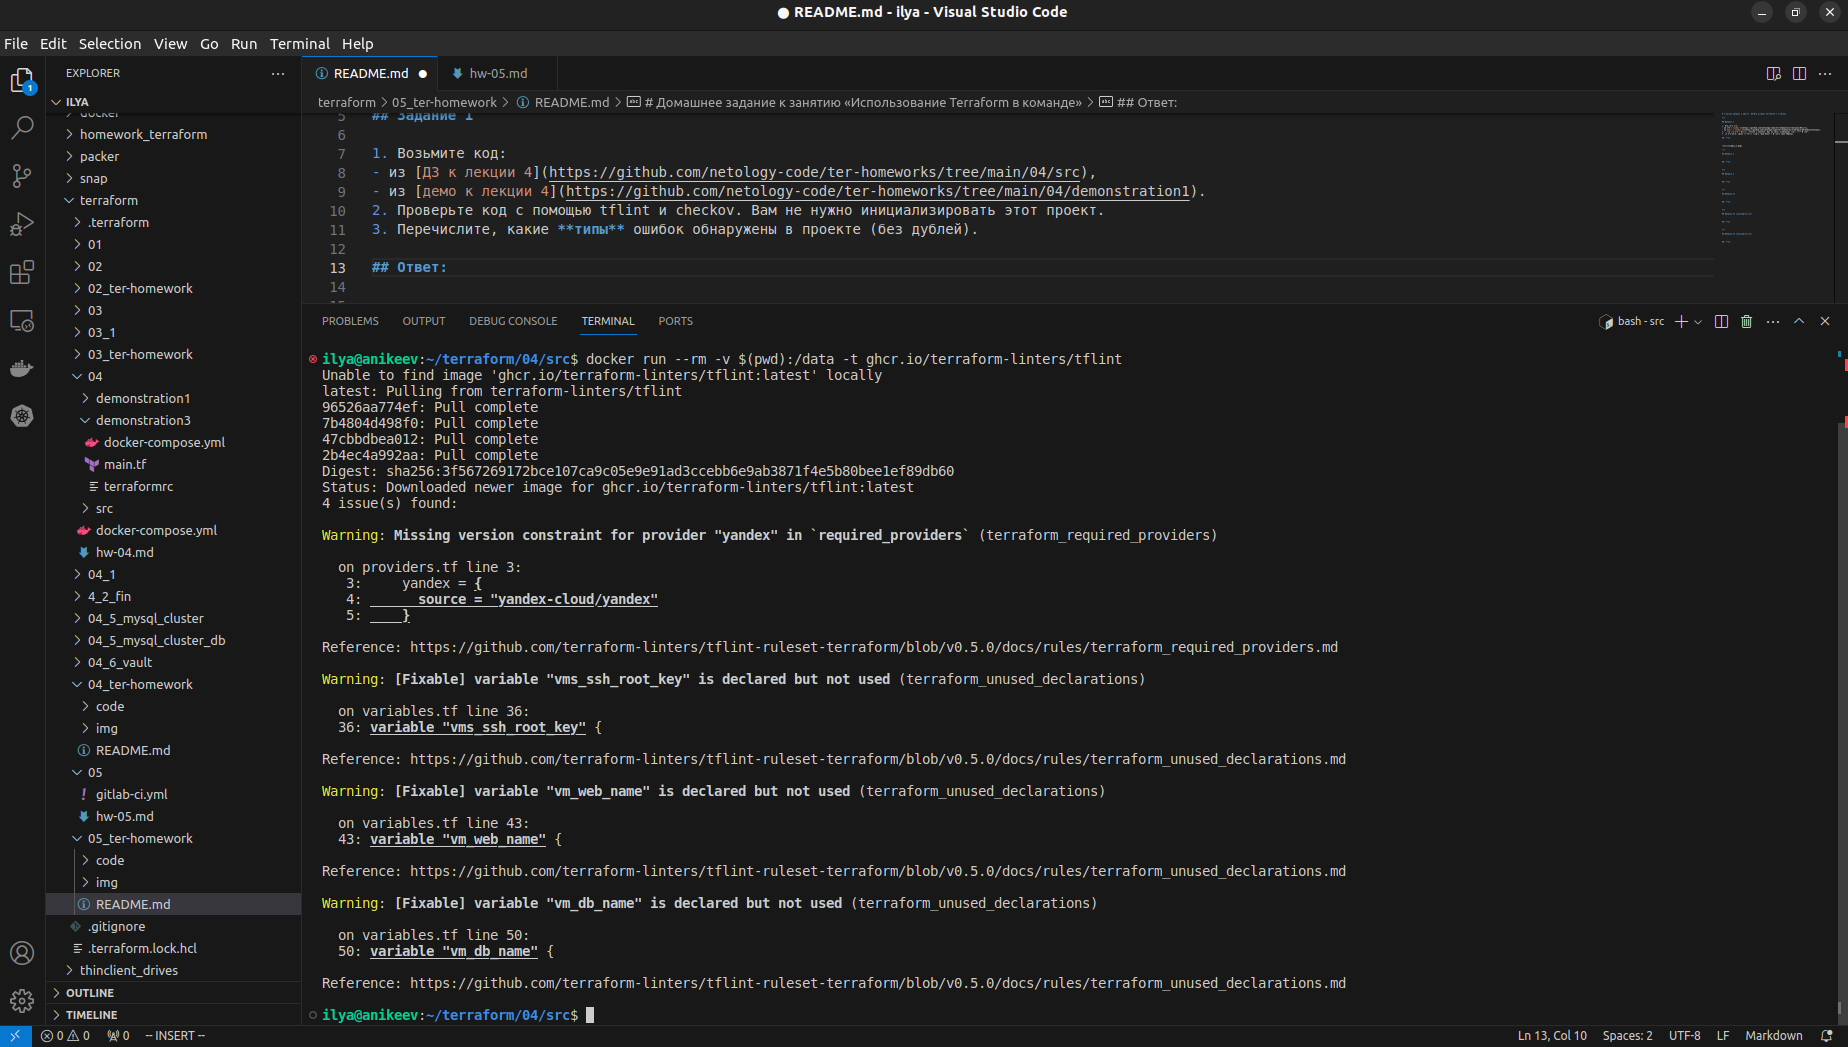 README.md - ilya - Visual Studio Code
File Edit Selection View Go Run Terminal Help
EXPLORER
ILYA
docker
homework_terraform
packer
snap
terraform
.terraform
01
02
02_ter-homework
03
03_1
03_ter-homework
04
demonstration1
demonstration3
docker-compose.yml
main.tf
terraformrc
src
docker-compose.yml
hw-04.md
04_1
4_2_fin
04_5_mysql_cluster
04_5_mysql_cluster_db
04_6_vault
04_ter-homework
code
img
README.md
05
gitlab-ci.yml
hw-05.md
05_ter-homework
code
img
README.md
.gitignore
.terraform.lock.hcl
thinclient_drives
OUTLINE
TIMELINE
README.md
hw-05.md
terraform > 05_ter-homework > README.md > # Домашнее задание к занятию «Использование Terraform в команде» > ## Ответ:
5 ## Задание 1
6
7 1. Возьмите код:
8 - из [ДЗ к лекции 4](https://github.com/netology-code/ter-homeworks/tree/main/04/src),
9 - из [демо к лекции 4](https://github.com/netology-code/ter-homeworks/tree/main/04/demonstration1).
10 2. Проверьте код с помощью tflint и checkov. Вам не нужно инициализировать этот проект.
11 3. Перечислите, какие **типы** ошибок обнаружены в проекте (без дублей).
12
13 ## Ответ:
14
15
PROBLEMS OUTPUT DEBUG CONSOLE TERMINAL PORTS
bash - src
ilya@anikeev:~/terraform/04/src$ docker run --rm -v $(pwd):/data -t ghcr.io/terraform-linters/tflint
Unable to find image 'ghcr.io/terraform-linters/tflint:latest' locally
latest: Pulling from terraform-linters/tflint
96526aa774ef: Pull complete
7b4804d498f0: Pull complete
47cbbdbea012: Pull complete
2b4ec4a992aa: Pull complete
Digest: sha256:3f567269172bce107ca9c05e9e91ad3ccebb6e9ab3871f4e5b80bee1ef89db60
Status: Downloaded newer image for ghcr.io/terraform-linters/tflint:latest
4 issue(s) found:
Warning: Missing version constraint for provider "yandex" in `required_providers` (terraform_required_providers)
on providers.tf line 3:
3: yandex = {
4: source = "yandex-cloud/yandex"
5: }
Reference: https://github.com/terraform-linters/tflint-ruleset-terraform/blob/v0.5.0/docs/rules/terraform_required_providers.md
Warning: [Fixable] variable "vms_ssh_root_key" is declared but not used (terraform_unused_declarations)
on variables.tf line 36:
36: variable "vms_ssh_root_key" {
Reference: https://github.com/terraform-linters/tflint-ruleset-terraform/blob/v0.5.0/docs/rules/terraform_unused_declarations.md
Warning: [Fixable] variable "vm_web_name" is declared but not used (terraform_unused_declarations)
on variables.tf line 43:
43: variable "vm_web_name" {
Reference: https://github.com/terraform-linters/tflint-ruleset-terraform/blob/v0.5.0/docs/rules/terraform_unused_declarations.md
Warning: [Fixable] variable "vm_db_name" is declared but not used (terraform_unused_declarations)
on variables.tf line 50:
50: variable "vm_db_name" {
Reference: https://github.com/terraform-linters/tflint-ruleset-terraform/blob/v0.5.0/docs/rules/terraform_unused_declarations.md
ilya@anikeev:~/terraform/04/src$
0 0 0 -- INSERT -- Ln 13, Col 10 Spaces: 2 UTF-8 LF Markdown